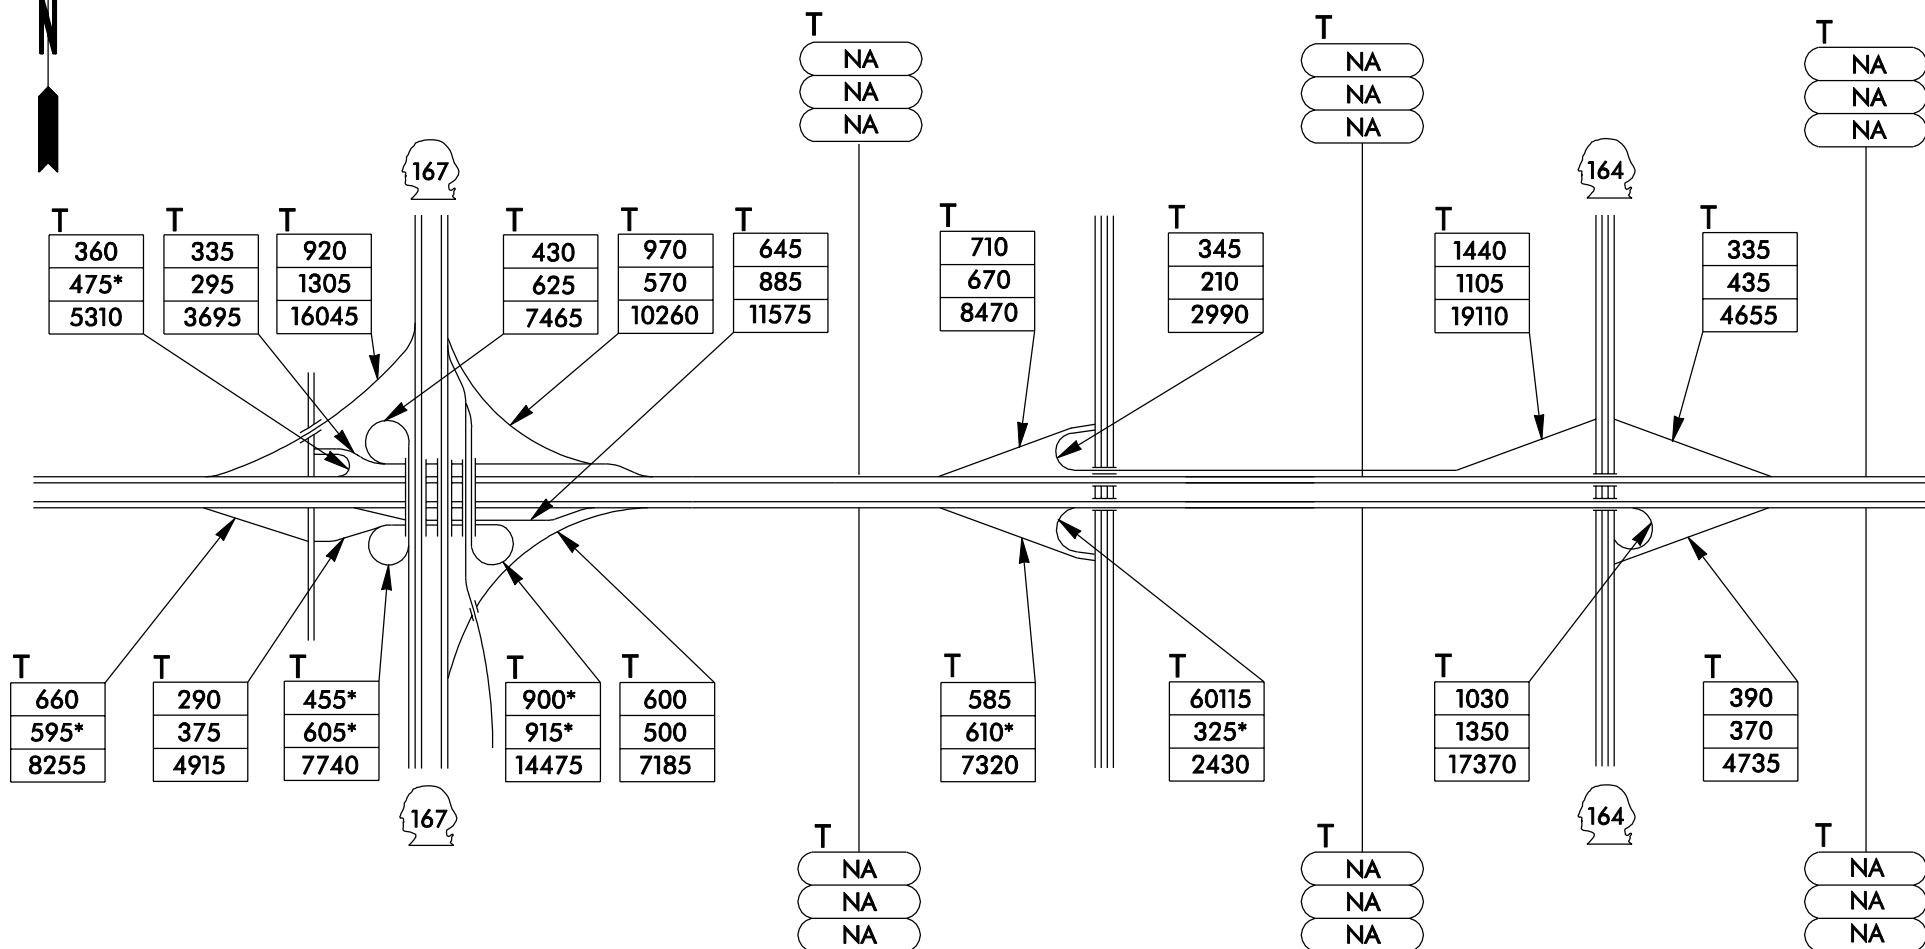 N
T
NA
NA
NA
T
NA
NA
NA
T
NA
NA
NA
167
164
T
360
475*
5310
T
335
295
3695
T
920
1305
16045
T
430
625
7465
T
970
570
10260
T
645
885
11575
T
710
670
8470
T
345
210
2990
T
1440
1105
19110
T
335
435
4655
T
660
595*
8255
T
290
375
4915
T
455*
605*
7740
T
900*
915*
14475
T
600
500
7185
T
585
610*
7320
T
60115
325*
2430
T
1030
1350
17370
T
390
370
4735
167
164
T
NA
NA
NA
T
NA
NA
NA
T
NA
NA
NA